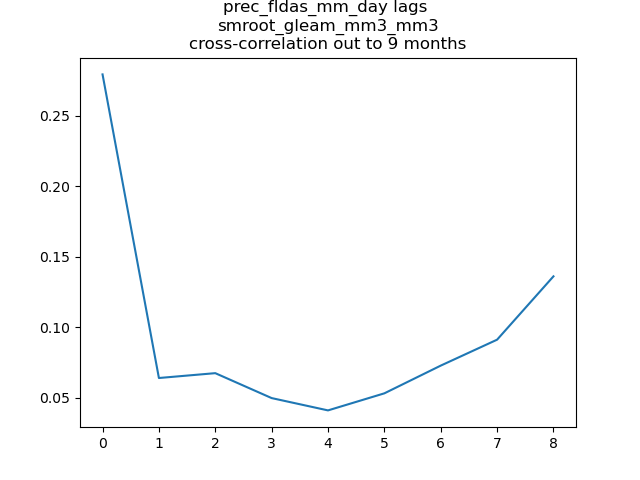 prec_fldas_mm_day lags
smroot_gleam_mm3_mm3
cross-correlation out to 9 months
0.25
0.20
0.15
0.10
0.05
0 1 2 3 4 5 6 7 8